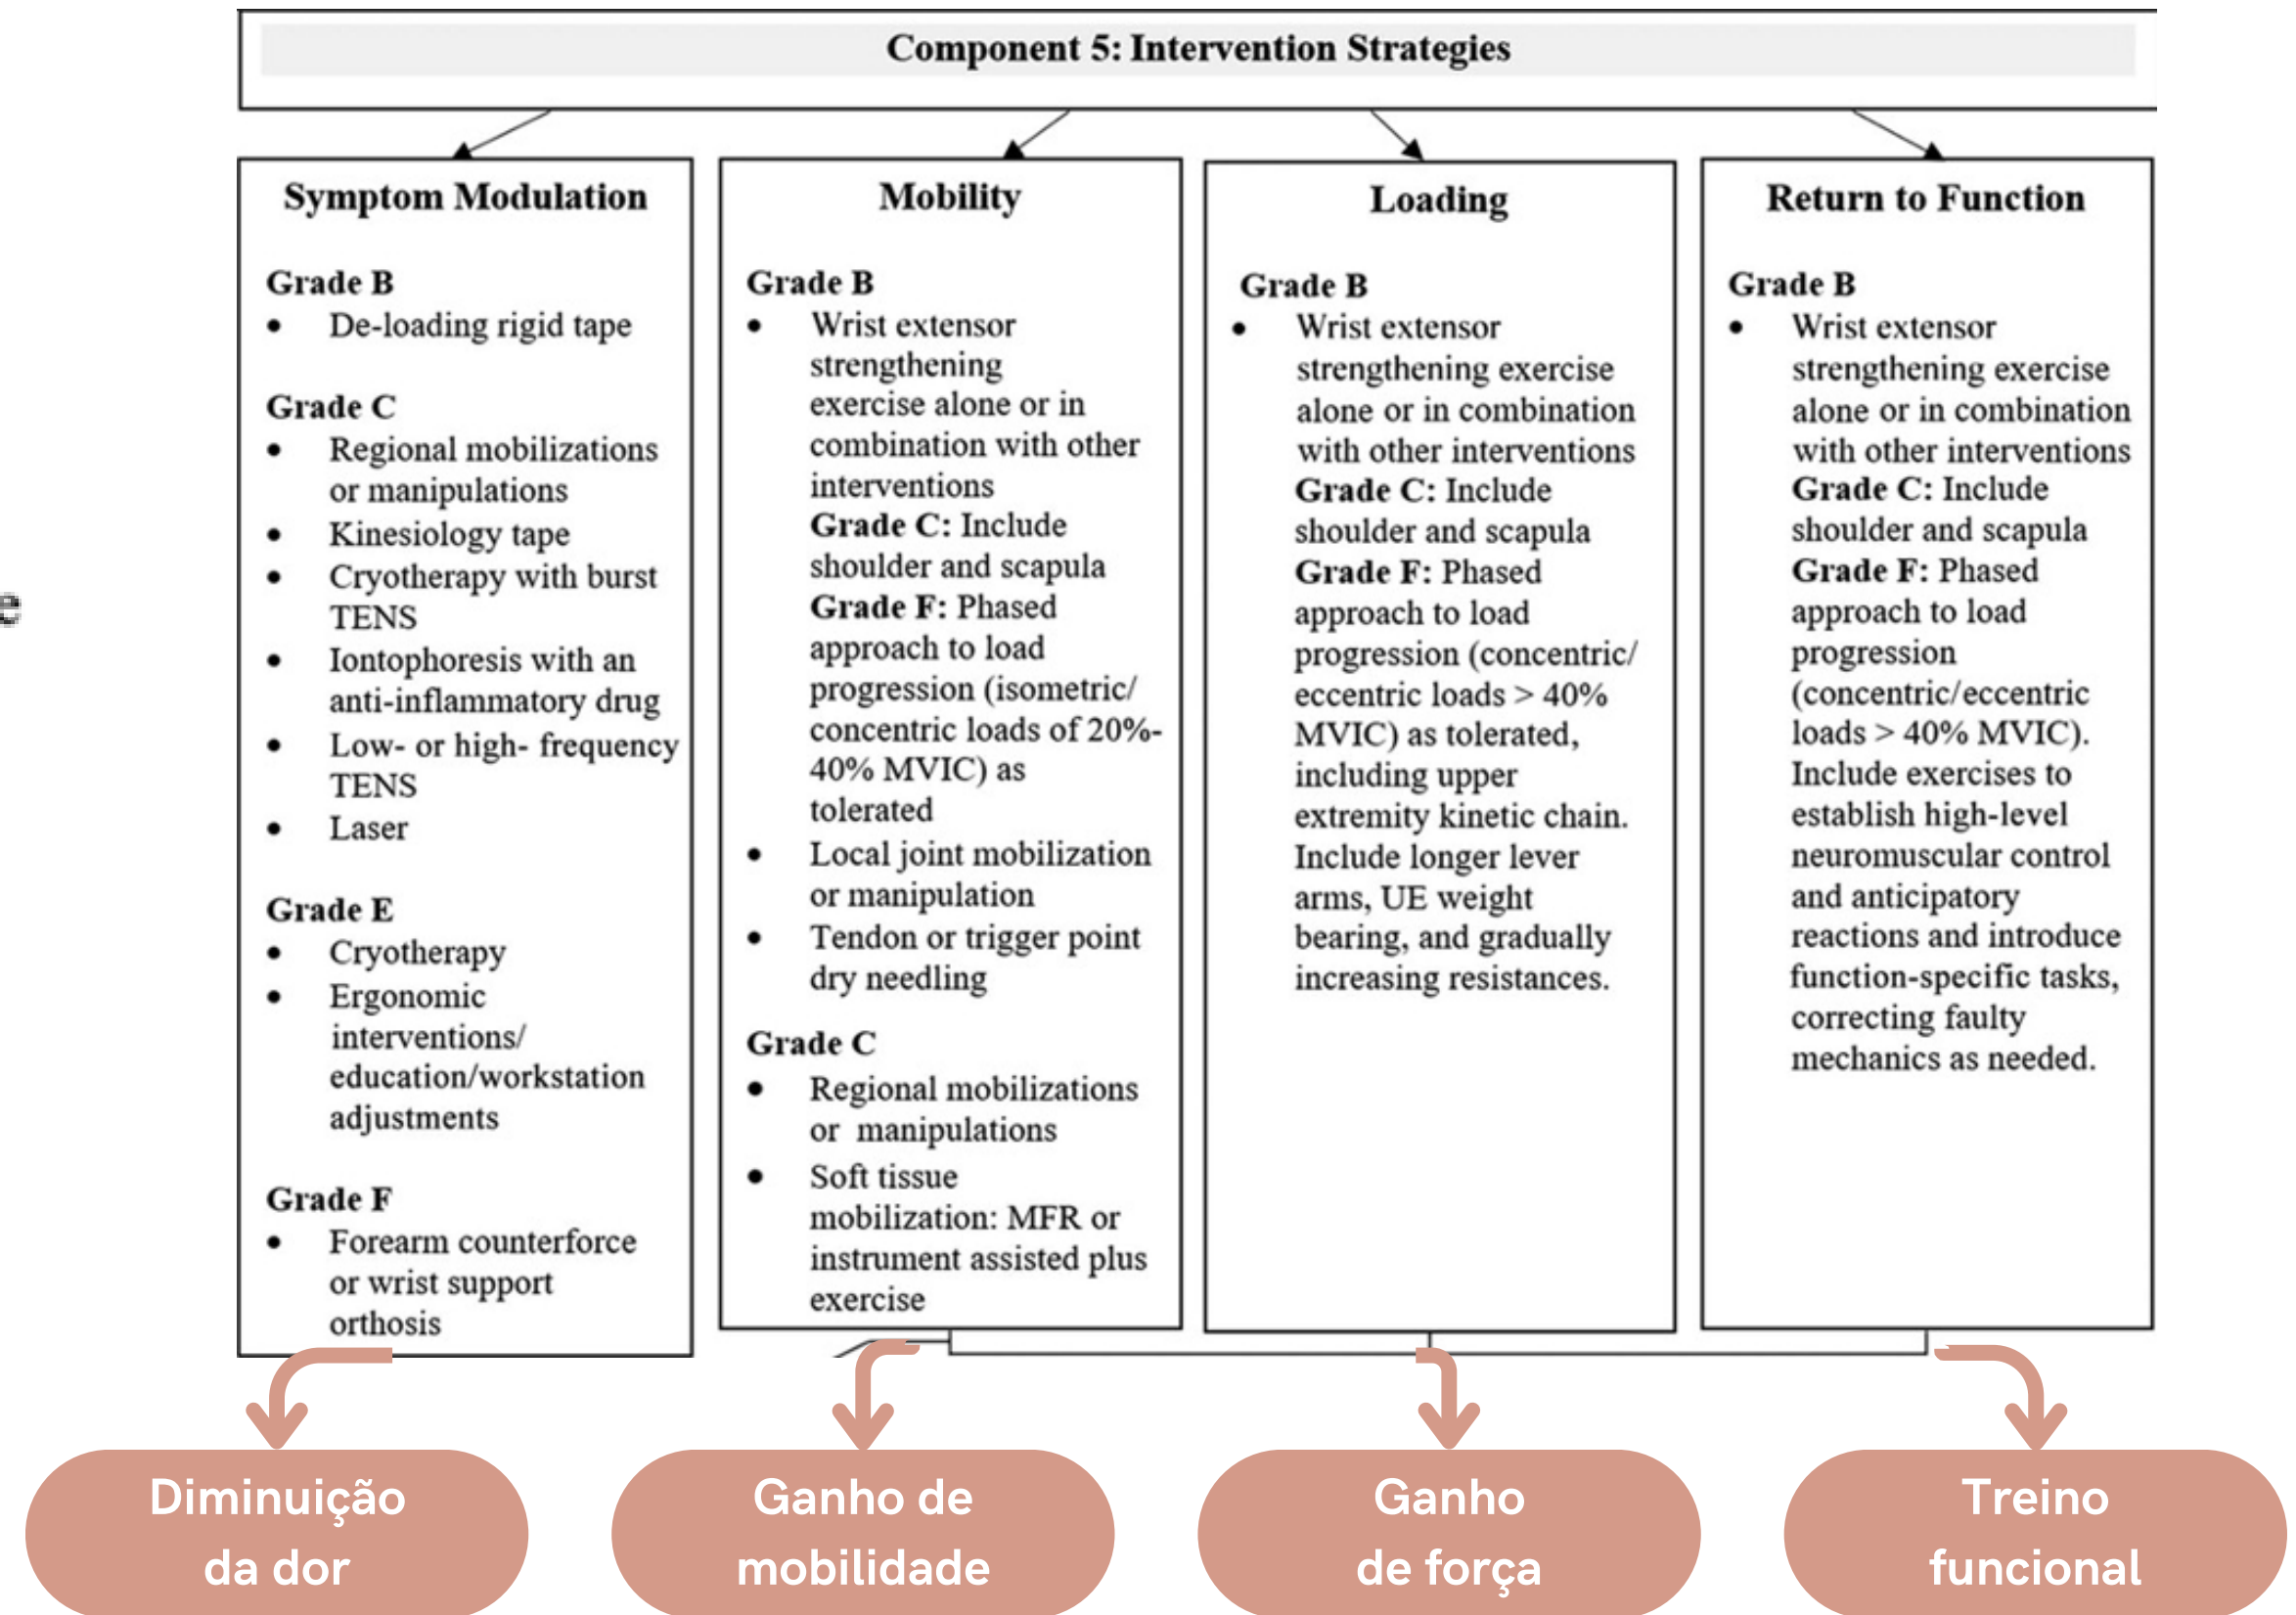 Component 5: Intervention Strategies
Symptom Modulation
Grade B
• De-loading rigid tape
Grade C
• Regional mobilizations
or manipulations
• Kinesiology tape
• Cryotherapy with burst
TENS
• Iontophoresis with an
anti-inflammatory drug
• Low- or high- frequency
TENS
• Laser
Grade E
• Cryotherapy
• Ergonomic
interventions/
education/workstation
adjustments
Grade F
• Forearm counterforce
or wrist support
orthosis
Mobility
Grade B
• Wrist extensor
strengthening
exercise alone or in
combination with other
interventions
Grade C: Include
shoulder and scapula
Grade F: Phased
approach to load
progression (isometric/
concentric loads of 20%-
40% MVIC) as
tolerated
• Local joint mobilization
or manipulation
• Tendon or trigger point
dry needling
Grade C
• Regional mobilizations
or manipulations
• Soft tissue
mobilization: MFR or
instrument assisted plus
exercise
Loading
Grade B
• Wrist extensor
strengthening exercise
alone or in combination
with other interventions
Grade C: Include
shoulder and scapula
Grade F: Phased
approach to load
progression (concentric/
eccentric loads > 40%
MVIC) as tolerated,
including upper
extremity kinetic chain.
Include longer lever
arms, UE weight
bearing, and gradually
increasing resistances.
Return to Function
Grade B
• Wrist extensor
strengthening exercise
alone or in combination
with other interventions
Grade C: Include
shoulder and scapula
Grade F: Phased
approach to load
progression
(concentric/eccentric
loads > 40% MVIC).
Include exercises to
establish high-level
neuromuscular control
and anticipatory
reactions and introduce
function-specific tasks,
correcting faulty
mechanics as needed.
e
Diminuição
da dor
Ganho de
mobilidade
Ganho
de força
Treino
funcional